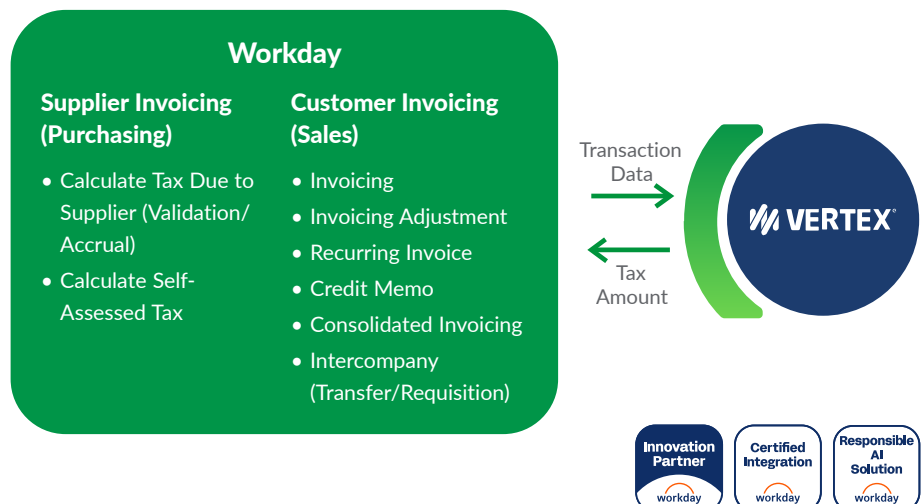 Workday
Supplier Invoicing
(Purchasing)
• Calculate Tax Due to
Supplier (Validation/
Accrual)
• Calculate Self-
Assessed Tax
Customer Invoicing
(Sales)
• Invoicing
• Invoicing Adjustment
• Recurring Invoice
• Credit Memo
• Consolidated Invoicing
• Intercompany
(Transfer/Requisition)
Transaction
Data
Tax
Amount
VERTEX®
Innovation
Partner
workday
Certified
Integration
workday
Responsible
AI
Solution
workday